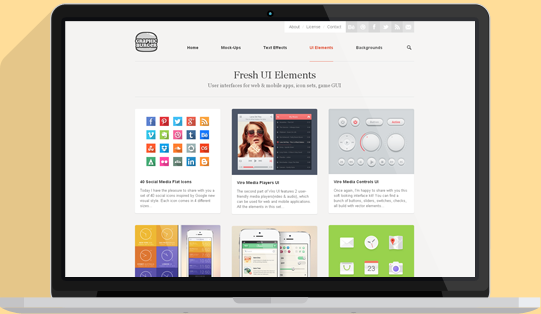 About
License
Contact
GRAPHIC
BURGER
Home
Mock-Ups
Text Effects
UI Elements
Backgrounds
Fresh UI Elements
User interfaces for web & mobile apps, icon sets, game GUI
40 Social Media Flat Icons
Today I have the pleasure to share you a
set of 40 social icons inspired by Google new
visual style. Each icon comes in 4 different
sizes.
Vire Media Players UI
The second part of Vire UI features 2 user-
friendly media players(video & audio), which
can be used for web and mobile applications.
All the elements in this set
Vire Media Controls UI
Once again, I'm happy to share with you this
soft looking interface kit! You can find a
bunch of buttons, sliders, switches, checks,
all build with vector elements
23